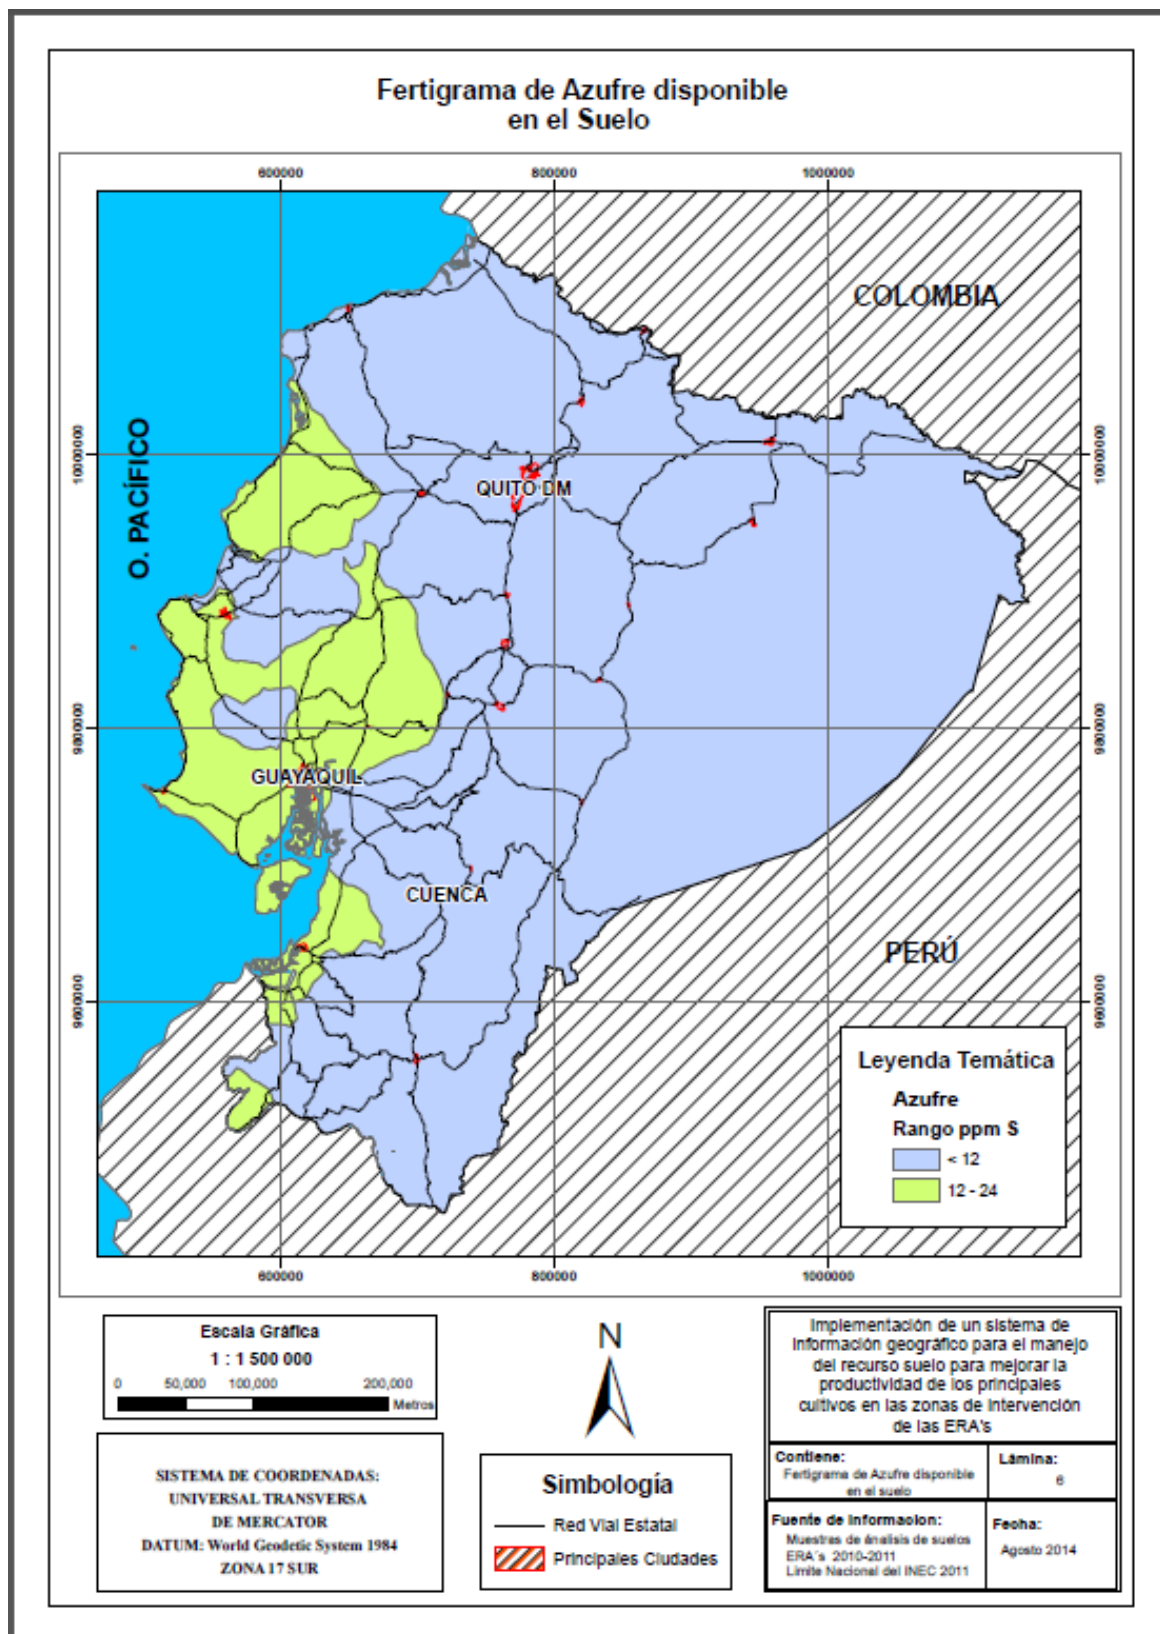 Fertigrama de Azufre disponible
en el Suelo
600000
800000
1000000
COLOMBIA
O. PACÍFICO
1000000
1000000
QUITO DM
9800000
9800000
GUAYAQUIL
CUENCA
PERÚ
9600000
9600000
Leyenda Temática
Azufre
Rango ppm S
< 12
12 - 24
600000
800000
1000000
Escala Gráfica
1 : 1 500 000
0 50,000 100,000 200,000
Metros
N
SISTEMA DE COORDENADAS:
UNIVERSAL TRANSVERSA
DE MERCATOR
DATUM: World Geodetic System 1984
ZONA 17 SUR
Simbología
Red Vial Estatal
Principales Ciudades
Implementación de un sistema de
Información geográfico para el manejo
del recurso suelo para mejorar la
productividad de los principales
cultivos en las zonas de Intervención
de las ERA's
Contiene:
Fertigrama de Azufre disponible
en el suelo
Lámina:
6
Fuente de Informacion:
Muestras de ánalisis de suelos
ERA´s 2010-2011
Limite Nacional del INEC 2011
Fecha:
Agosto 2014